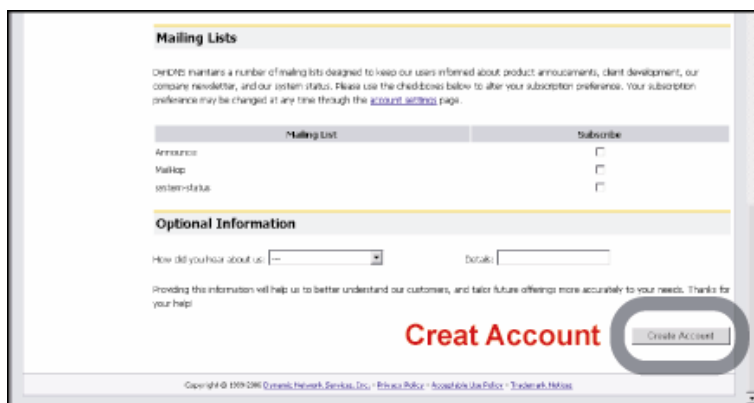 Mailing Lists
DynDNS maintains a number of mailing lists designed to keep our users informed about product annoucements, client development, our
company newsletter, and our system status. Please use the checkboxes below to alter your subscription preference. Your subscription
preference may be changed at any time through the account settings page.
Mailing List Subscribe
Announce
MailHop
system-status
Optional Information
How did you hear about us: --- Details:
Providing this information will help us to better understand our customers, and tailor future offerings more accurately to your needs. Thanks for
your help!
Creat Account Create Account
Copyright © 1999-2006 Dynamic Network Services, Inc. - Privacy Policy - Acceptable Use Policy - Trademark Notices